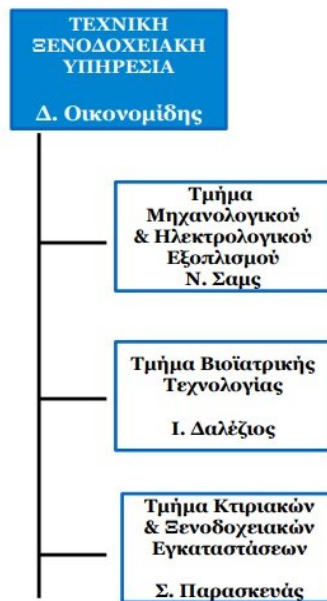 ΤΕΧΝΙΚΗ
ΞΕΝΟΔΟΧΕΙΑΚΗ
ΥΠΗΡΕΣΙΑ
Δ. Οικονομίδης
Τμήμα
Μηχανολογικού
& Ηλεκτρολογικού
Εξοπλισμού
Ν. Σαμς
Τμήμα Βιοϊατρικής
Τεχνολογίας
Ι. Δαλέζιος
Τμήμα Κτιριακών
& Ξενοδοχειακών
Εγκαταστάσεων
Σ. Παρασκευάς